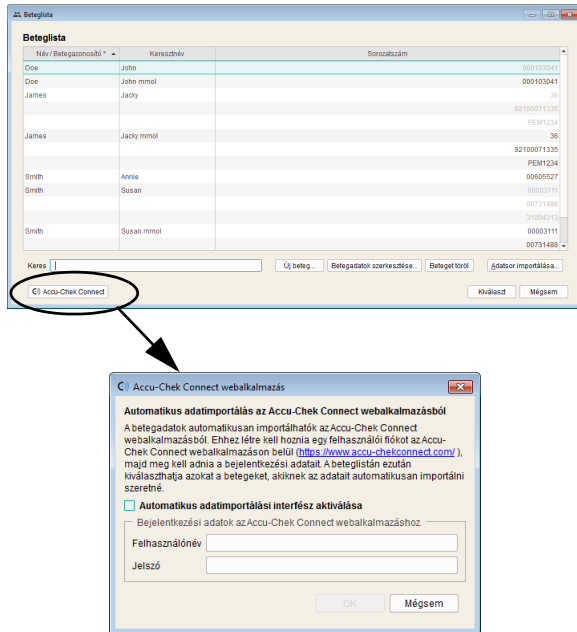 Beteglista
Beteglista
Név / Betegazonosító * Keresztnév Sorozatszám
Doe John 000103041
Doe John mmol 000103041
James Jacky 36
92100071335
PEM1234
James Jacky mmol 36
92100071335
PEM1234
Smith Annie 00605527
Smith Susan 00003111
00731488
31004313
Smith Susan mmol 00003111
00731488
Keres Új beteg... Betegadatok szerkesztése... Beteget töröl Adatsor importálása...
Accu-Chek Connect Kiválaszt Mégsem
Accu-Chek Connect webalkalmazás
Automatikus adatimportálás az Accu-Chek Connect webalkalmazásból
A betegadatok automatikusan importálhatók az Accu-Chek Connect
webalkalmazásból. Ehhez létre kell hoznia egy felhasználói fiókot az Accu-
Chek Connect webalkalmazáson belül (https://www.accu-chekconnect.com/ ),
majd meg kell adnia a bejelentkezési adatait. A beteglistán ezután
kiválaszthatja azokat a betegeket, akiknek az adatait automatikusan importálni
szeretné.
Automatikus adatimportálási interfész aktiválása
Bejelentkezési adatok az Accu-Chek Connect webalkalmazáshoz
Felhasználónév
Jelszó
OK Mégsem